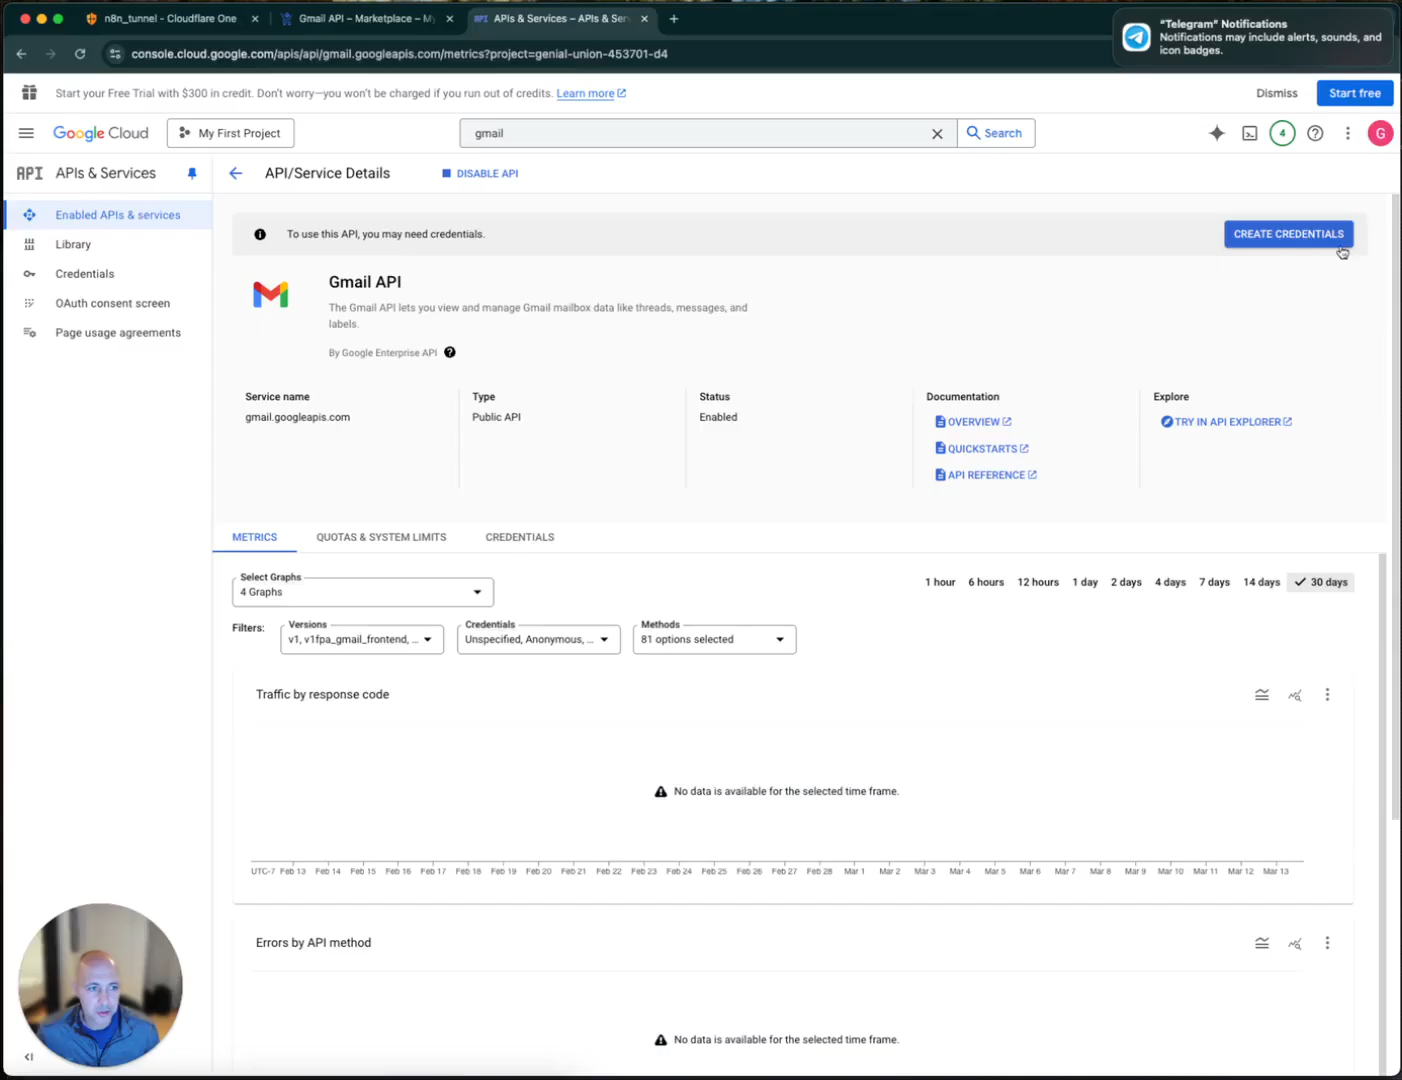 n8n_tunnel - Cloudflare One
Gmail API – Marketplace – My
APIs & Services – APIs & Ser
"Telegram" Notifications
Notifications may include alerts, sounds, and
icon badges.
console.cloud.google.com/apis/api/gmail.googleapis.com/metrics?project=genial-union-453701-d4
Start your Free Trial with $300 in credit. Don't worry—you won't be charged if you run out of credits. Learn more
Dismiss
Start free
Google Cloud
My First Project
gmail
Search
4
G
API APIs & Services
API/Service Details
DISABLE API
Enabled APIs & services
Library
Credentials
OAuth consent screen
Page usage agreements
To use this API, you may need credentials.
CREATE CREDENTIALS
Gmail API
The Gmail API lets you view and manage Gmail mailbox data like threads, messages, and
labels.
By Google Enterprise API
Service name
gmail.googleapis.com
Type
Public API
Status
Enabled
Documentation
OVERVIEW
QUICKSTARTS
API REFERENCE
Explore
TRY IN API EXPLORER
METRICS
QUOTAS & SYSTEM LIMITS
CREDENTIALS
Select Graphs
4 Graphs
1 hour 6 hours 12 hours 1 day 2 days 4 days 7 days 14 days 30 days
Filters:
Versions
v1, v1fpa_gmail_frontend, ...
Credentials
Unspecified, Anonymous, ...
Methods
81 options selected
Traffic by response code
No data is available for the selected time frame.
UTC-7 Feb 13 Feb 14 Feb 15 Feb 16 Feb 17 Feb 18 Feb 19 Feb 20 Feb 21 Feb 22 Feb 23 Feb 24 Feb 25 Feb 26 Feb 27 Feb 28 Mar 1 Mar 2 Mar 3 Mar 4 Mar 5 Mar 6 Mar 7 Mar 8 Mar 9 Mar 10 Mar 11 Mar 12 Mar 13
Errors by API method
No data is available for the selected time frame.